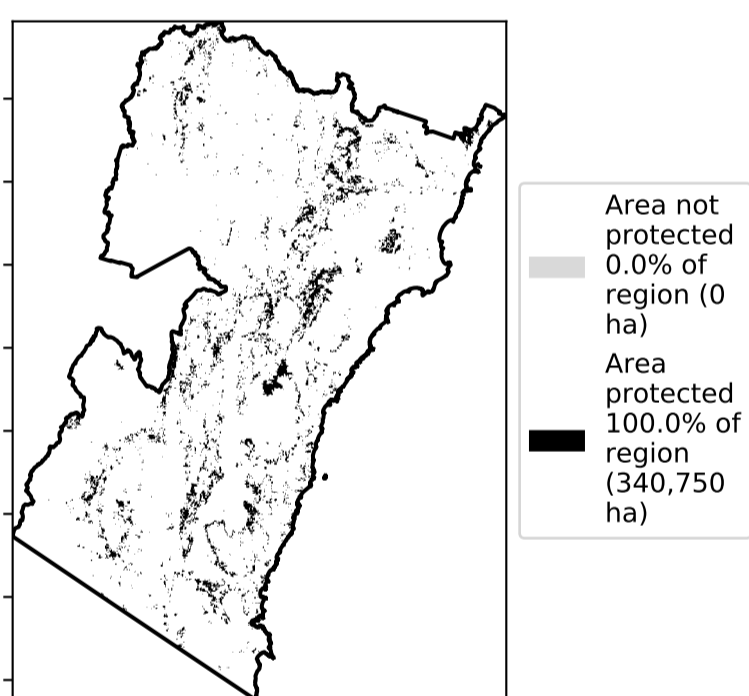 Area not
protected
0.0% of
region (0
ha)
Area
protected
100.0% of
region
(340,750
ha)